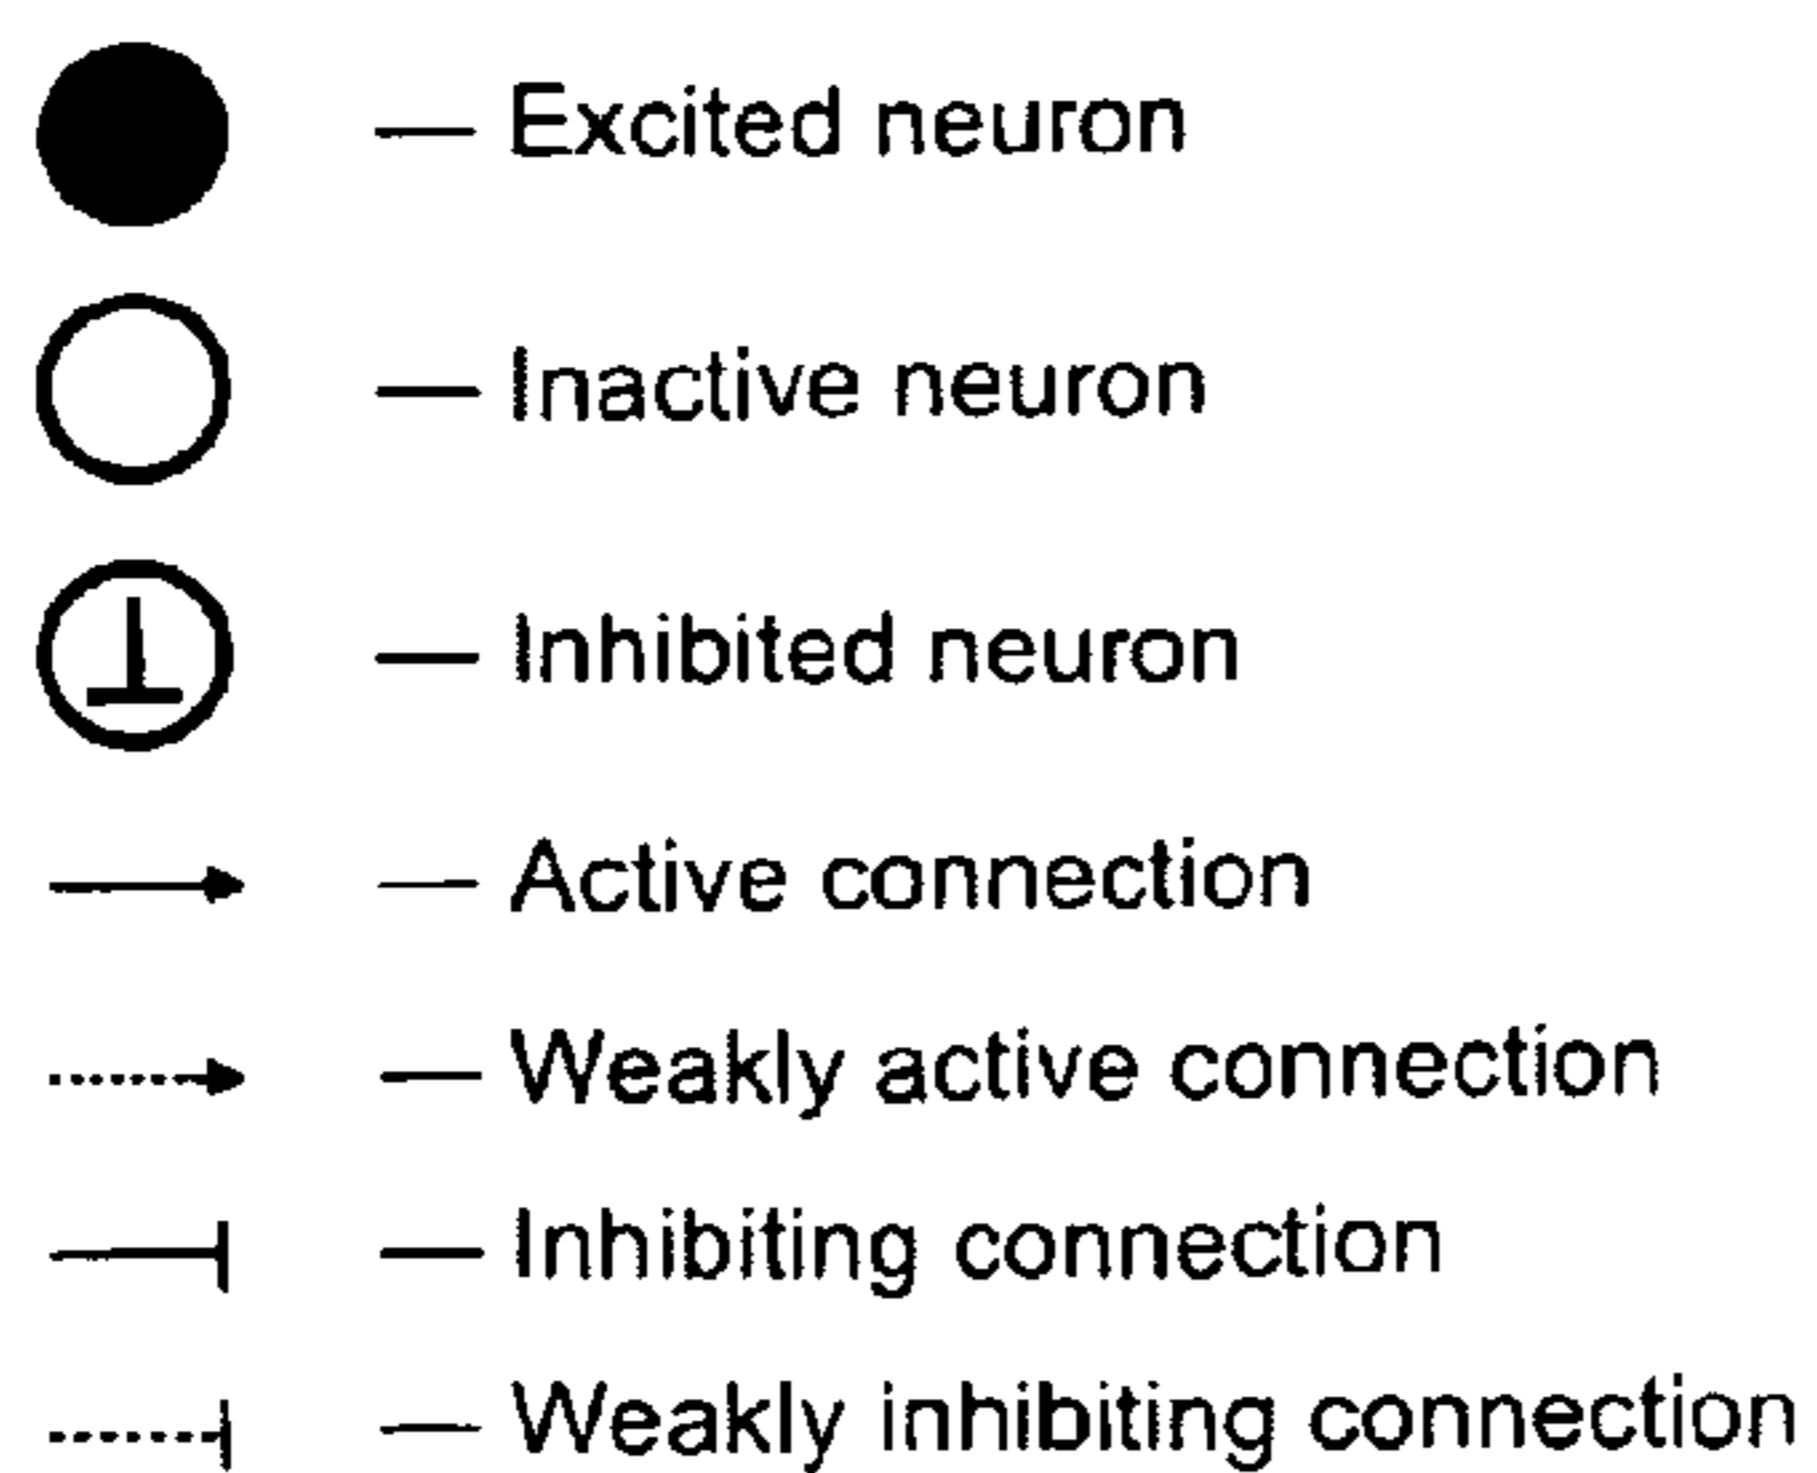 — Excited neuron
— Inactive neuron
— Inhibited neuron
— Active connection
— Weakly active connection
— Inhibiting connection
— Weakly inhibiting connection